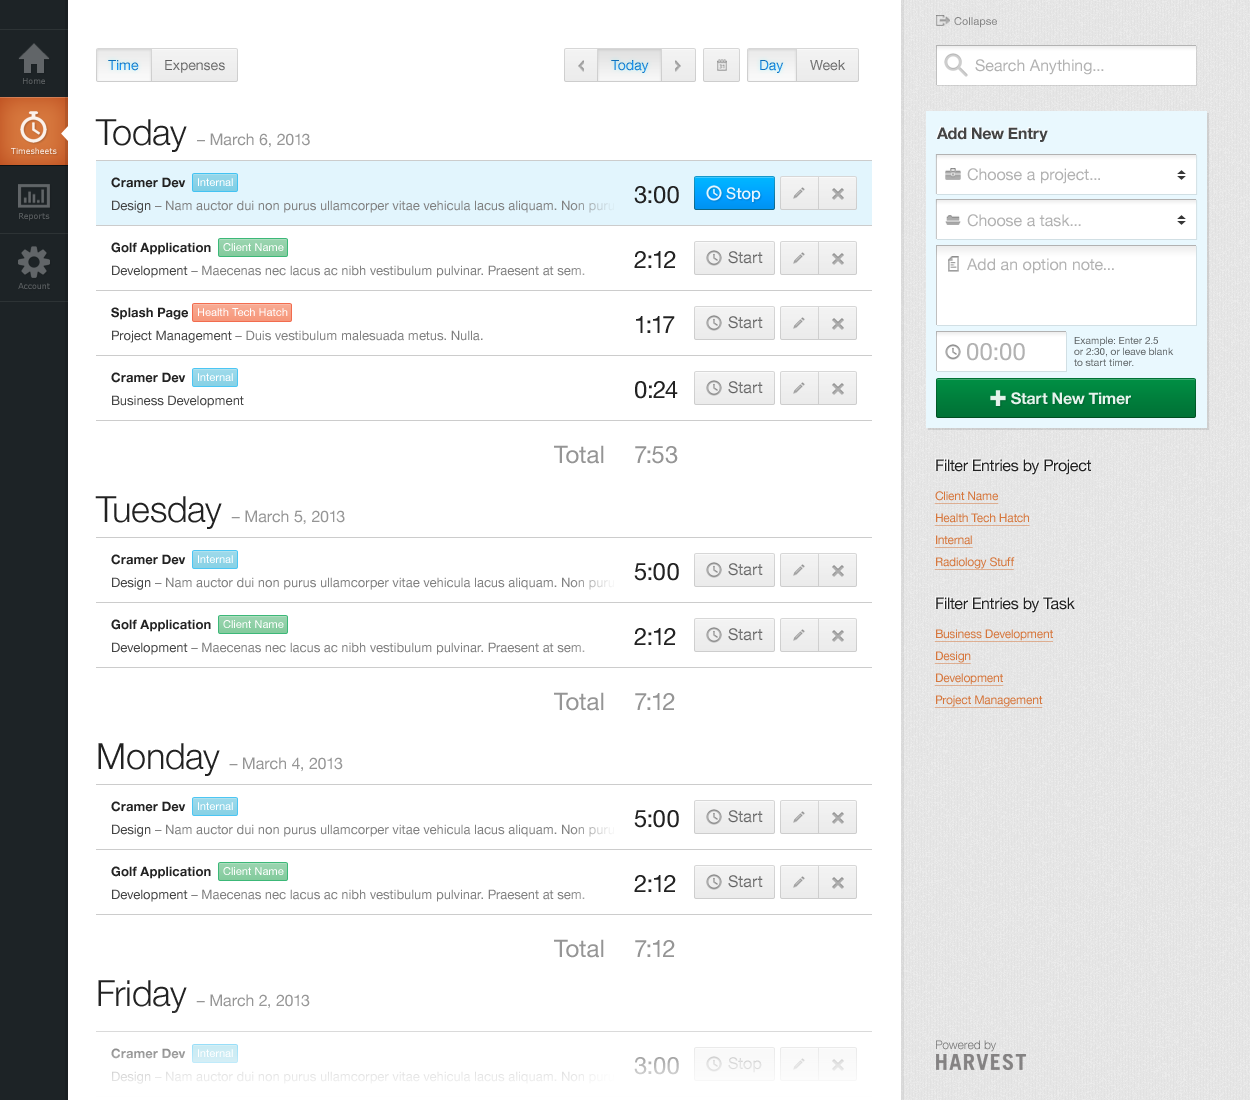 Home
Timesheets
Reports
Account
Time Expenses
Today
Day Week
Today – March 6, 2013
Cramer Dev Internal
Design – Nam auctor dui non purus ullamcorper vitae vehicula lacus aliquam. Non puru
3:00 Stop
Golf Application Client Name
Development – Maecenas nec lacus ac nibh vestibulum pulvinar. Praesent at sem.
2:12 Start
Splash Page Health Tech Hatch
Project Management – Duis vestibulum malesuada metus. Nulla.
1:17 Start
Cramer Dev Internal
Business Development
0:24 Start
Total 7:53
Tuesday – March 5, 2013
Cramer Dev Internal
Design – Nam auctor dui non purus ullamcorper vitae vehicula lacus aliquam. Non puru
5:00 Start
Golf Application Client Name
Development – Maecenas nec lacus ac nibh vestibulum pulvinar. Praesent at sem.
2:12 Start
Total 7:12
Monday – March 4, 2013
Cramer Dev Internal
Design – Nam auctor dui non purus ullamcorper vitae vehicula lacus aliquam. Non puru
5:00 Start
Golf Application Client Name
Development – Maecenas nec lacus ac nibh vestibulum pulvinar. Praesent at sem.
2:12 Start
Total 7:12
Friday – March 2, 2013
Cramer Dev Internal
Design – Nam auctor dui non purus ullamcorper vitae vehicula lacus aliquam. Non pu
3:00 Stop
Collapse
Search Anything...
Add New Entry
Choose a project...
Choose a task...
Add an option note...
00:00
Example: Enter 2.5
or 2:30, or leave blank
to start timer.
Start New Timer
Filter Entries by Project
Client Name
Health Tech Hatch
Internal
Radiology Stuff
Filter Entries by Task
Business Development
Design
Development
Project Management
Powered by
HARVEST